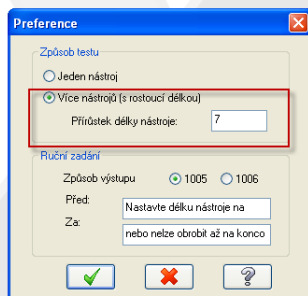 Preference
Způsob testu
Jeden nástroj
Více nástrojů (s rostoucí délkou)
Přírůstek délky nástroje: 7
Ruční zadání
Způsob výstupu 1005 1006
Před: Nastavte délku nástroje na
Za: nebo nelze obrobit až na konco